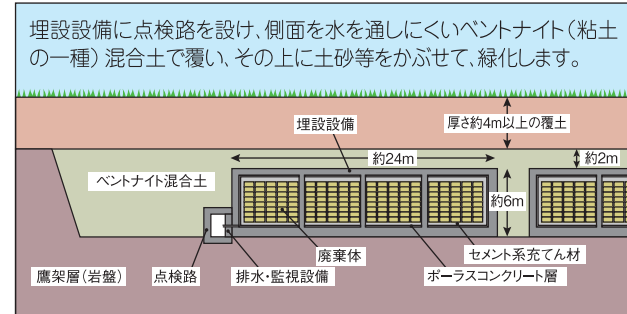 埋設設備に点検路を設け、側面を水を通しにくいベントナイト（粘土
の一種）混合土で覆い、その上に土砂等をかぶせて、緑化します。
埋設設備
厚さ約4m以上の覆土
約24m
約2m
ベントナイト混合土
約6m
廃棄体
セメント系充てん材
鷹架層（岩盤）
点検路
排水・監視設備
ポーラスコンクリート層